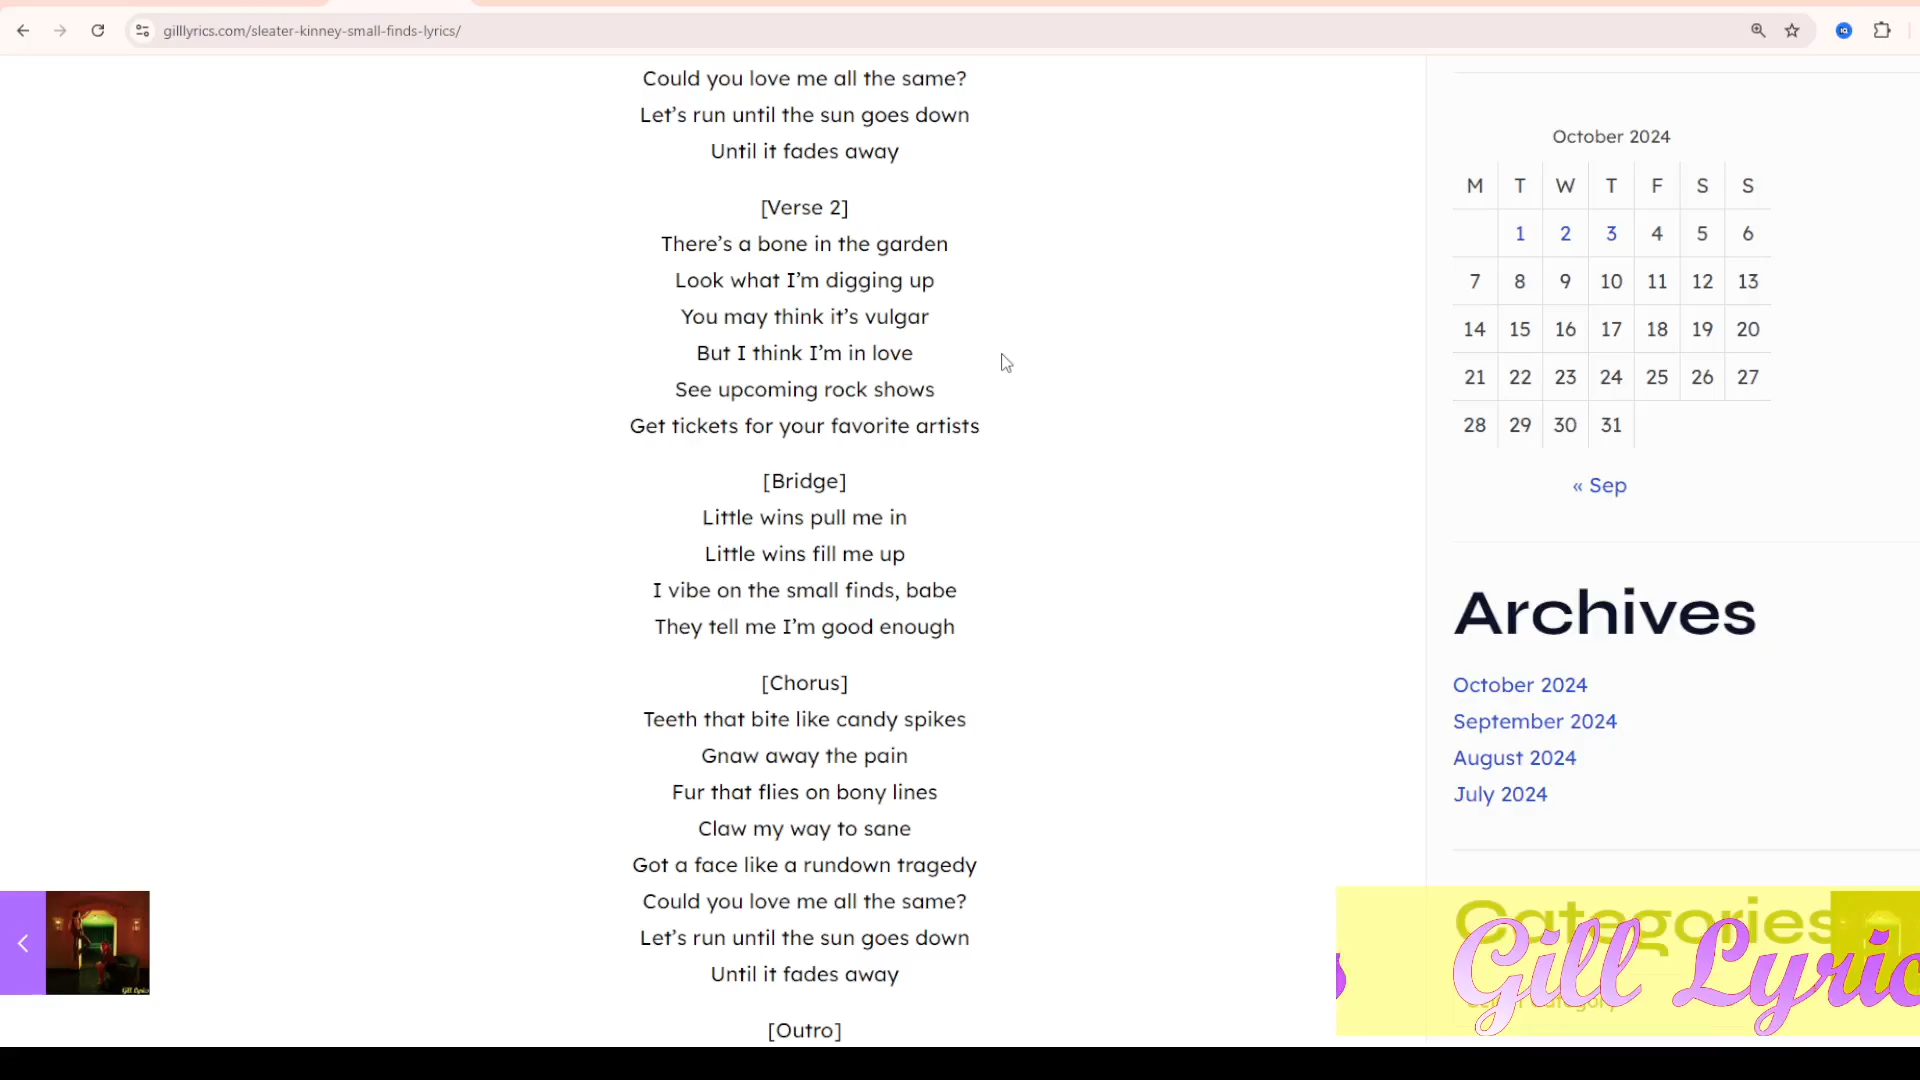 gilllyrics.com/sleater-kinney-small-finds-lyrics/
Could you love me all the same?
Let’s run until the sun goes down
Until it fades away
[Verse 2]
There’s a bone in the garden
Look what I’m digging up
You may think it’s vulgar
But I think I’m in love
See upcoming rock shows
Get tickets for your favorite artists
[Bridge]
Little wins pull me in
Little wins fill me up
I vibe on the small finds, babe
They tell me I’m good enough
[Chorus]
Teeth that bite like candy spikes
Gnaw away the pain
Fur that flies on bony lines
Claw my way to sane
Got a face like a rundown tragedy
Could you love me all the same?
Let’s run until the sun goes down
Until it fades away
[Outro]
October 2024
M T W T F S S
1 2 3 4 5 6
7 8 9 10 11 12 13
14 15 16 17 18 19 20
21 22 23 24 25 26 27
28 29 30 31
« Sep
Archives
October 2024
September 2024
August 2024
July 2024
Categories
Gill Lyric
Gill Lyrics